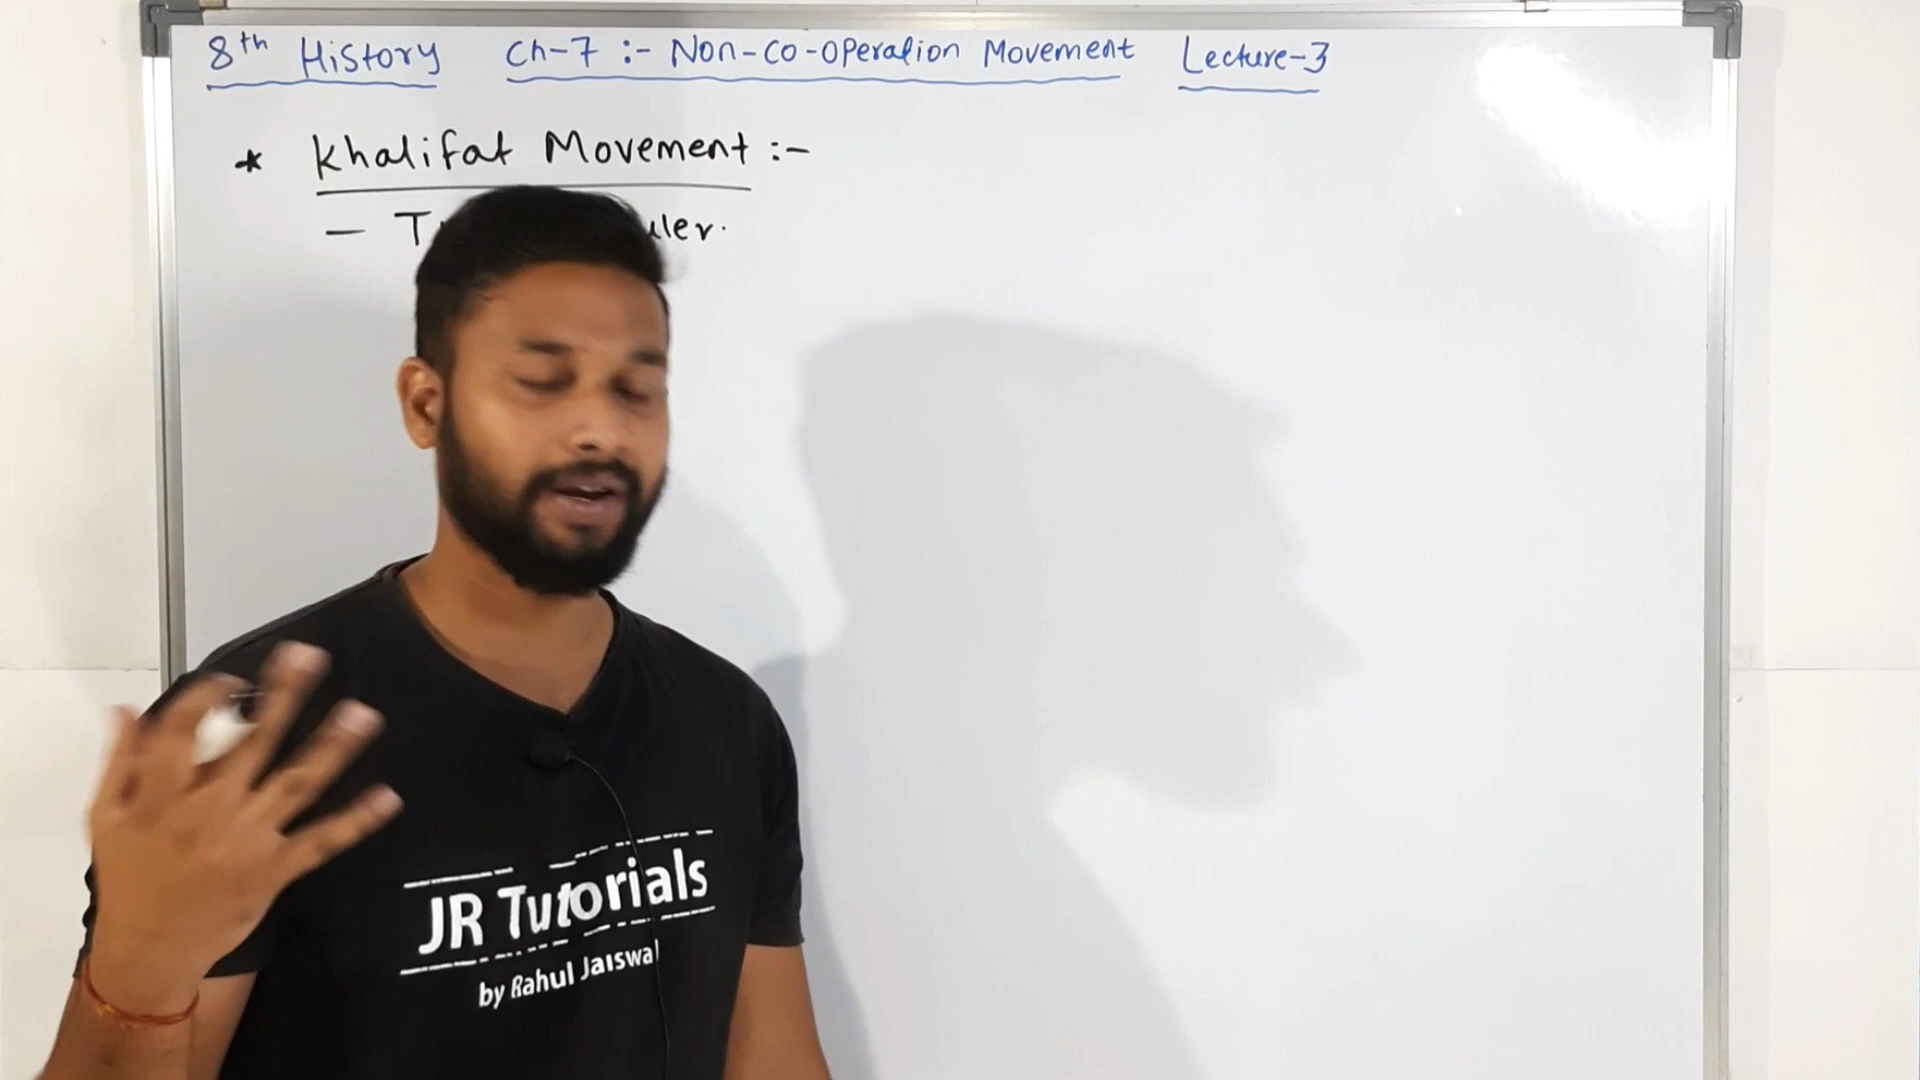 8th History Ch-7 :- Non-co-operation Movement Lecture-3
* Khalifat Movement :-
-
JR Tutorials
by Rahul Jaiswal